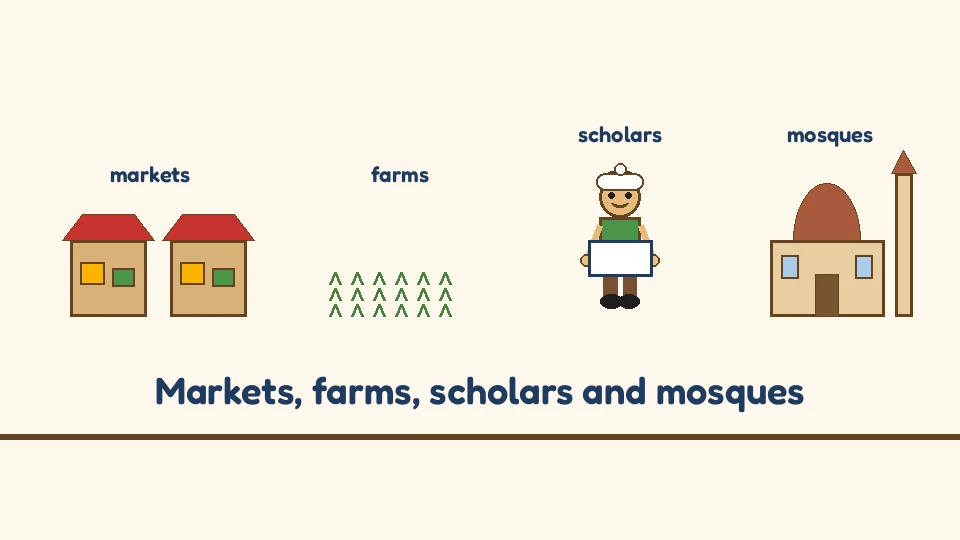 scholars
mosques
markets
farms
Markets, farms, scholars and mosques